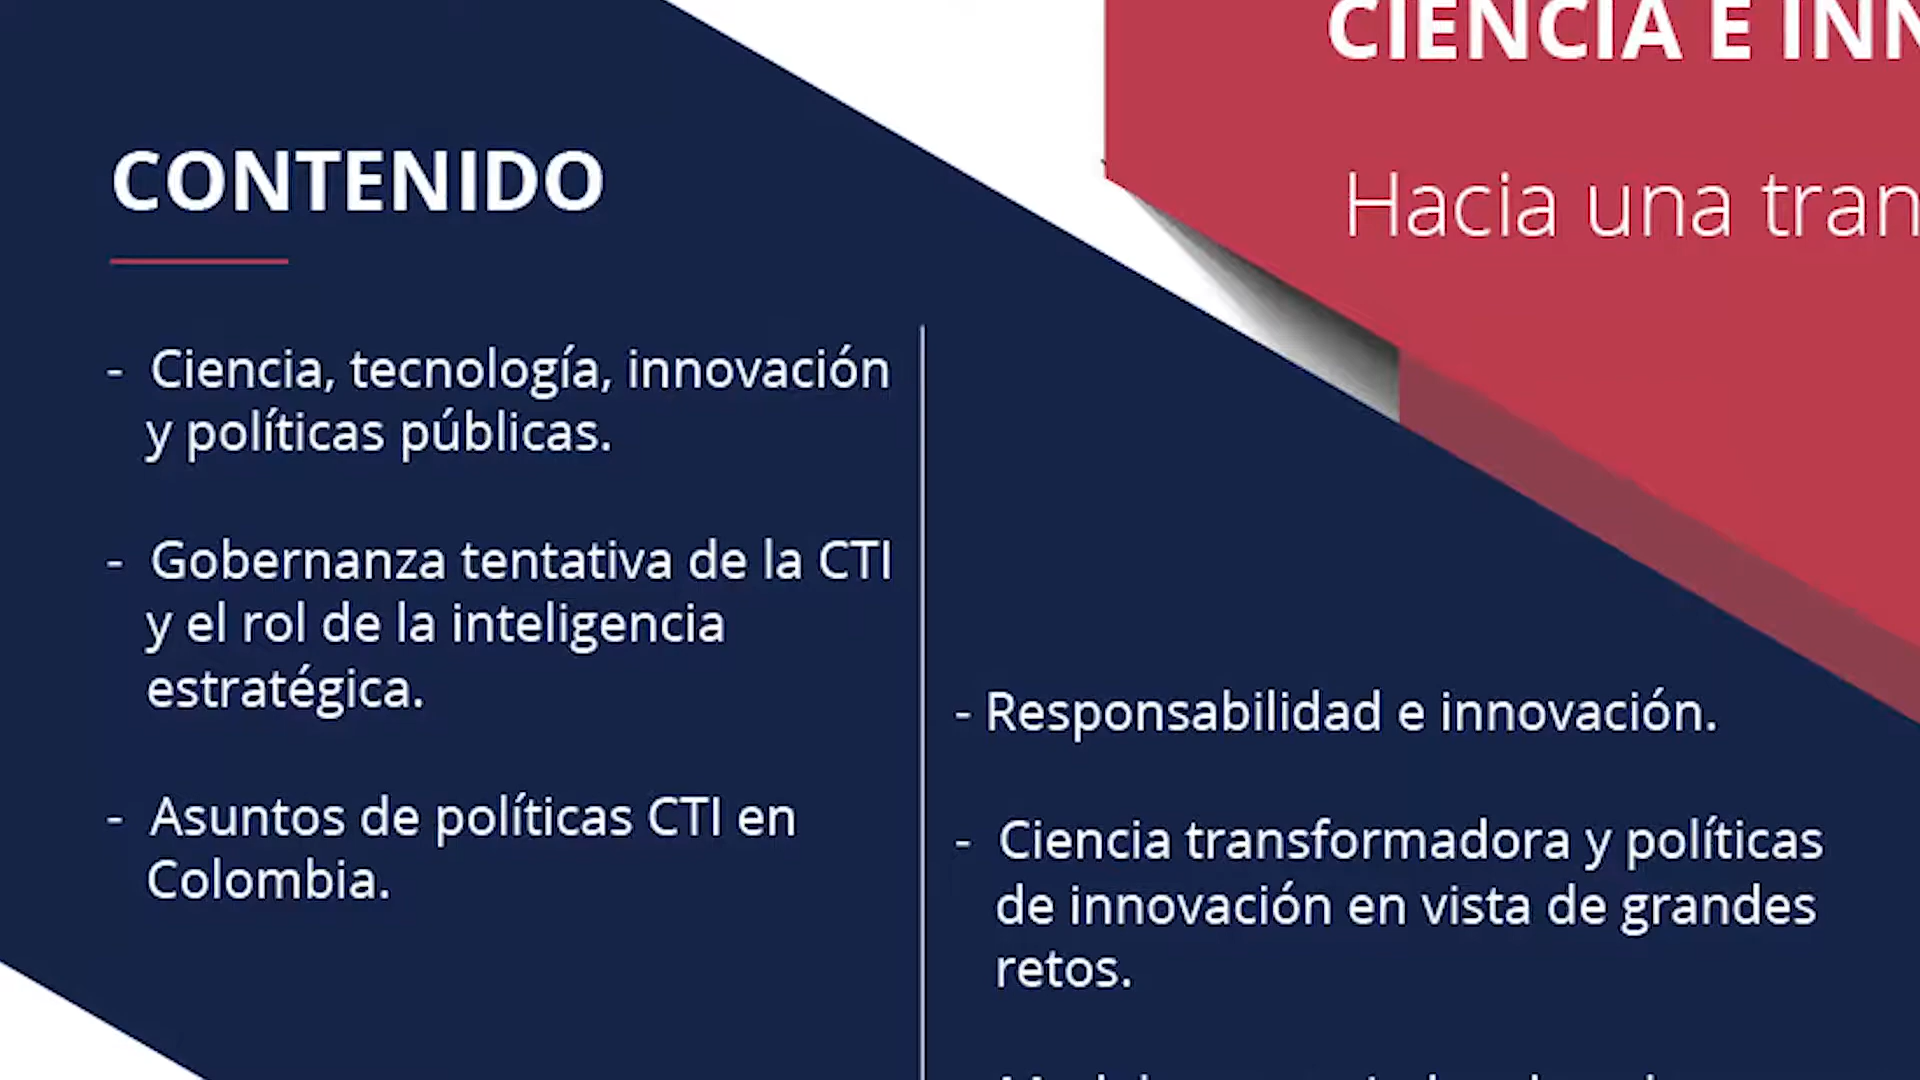 CIENCIA E
Hacia una
CONTENIDO
- Ciencia, tecnología, innovación
y políticas públicas.
- Gobernanza tentativa de la CTI
y el rol de la inteligencia
estratégica.
- Asuntos de políticas CTI en
Colombia.
- Responsabilidad e innovación.
- Ciencia transformadora y políticas
de innovación en vista de grandes
retos.